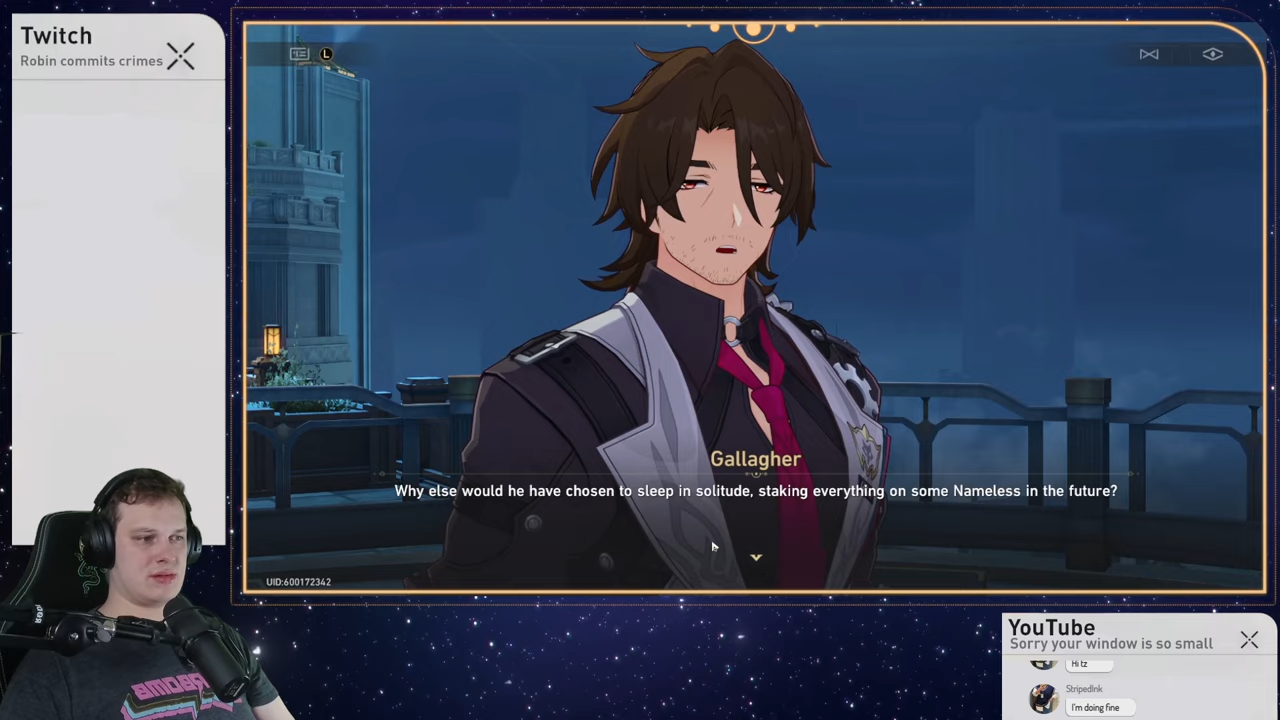 Twitch
Robin commits crimes
L
Gallagher
Why else would he have chosen to sleep in solitude, staking everything on some Nameless in the future?
UID:600172342
YouTube
Sorry your window is so small
Hi tz
StripedInk
I'm doing fine